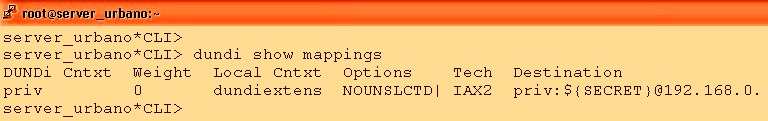 root@server_urbano:~
server_urbano*CLI>
server_urbano*CLI> dundi show mappings
DUNDi Cntxt  Weight  Local Cntxt  Options    Tech  Destination
priv         0       dundiextens  NOUNSLCTD| IAX2  priv:${SECRET}@192.168.0.
server_urbano*CLI>